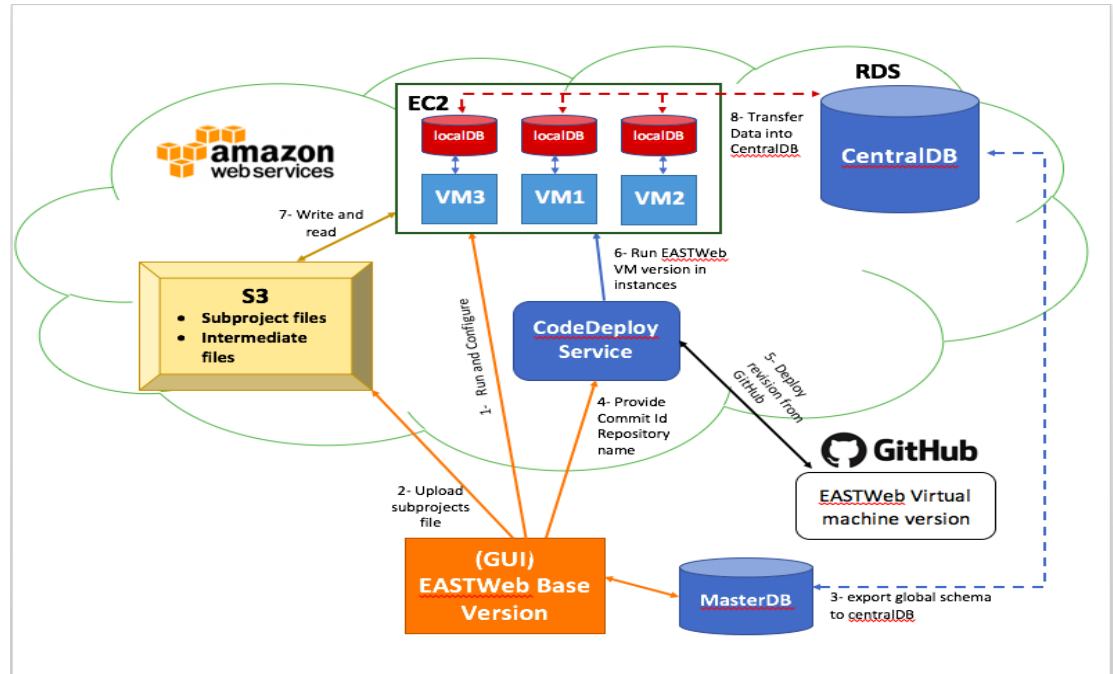 RDS
EC2
8- Transfer
Data into
CentralDB
localDB
localDB
localDB
amazon
webservices
CentralDB
VM3
VM1
VM2
7- Write and
read
6- Run EASTWeb
VM version in
instances
S3
• Subproject files
• Intermediate
files
1- Run and Configure
CodeDeploy
Service
5- Deploy
revision from
GitHub
4- Provide
Commit Id
Repository
name
GitHub
2- Upload
subprojects
file
EASTWeb Virtual
machine version
(GUI)
EASTWeb Base
Version
MasterDB
3- export global schema
to centralDB